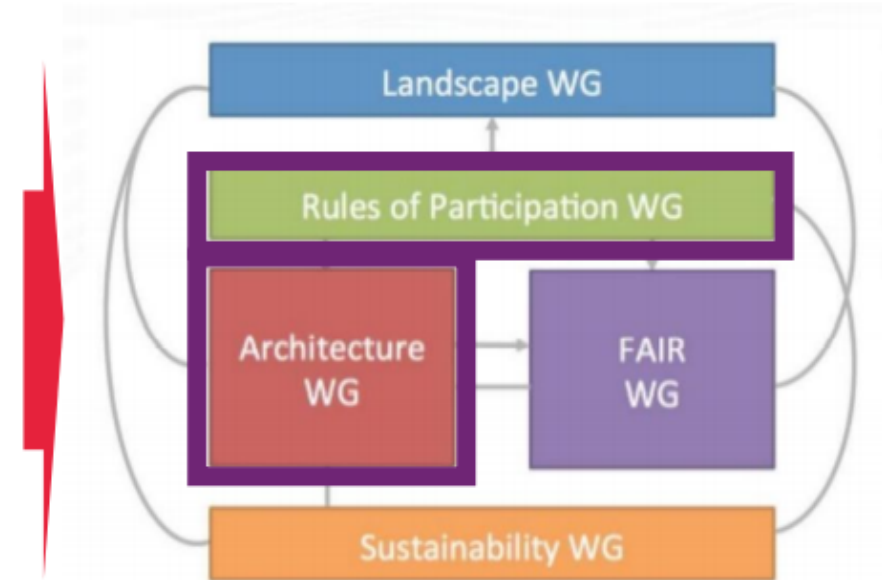 Landscape WG
Rules of Participation WG
Architecture
WG
FAIR
WG
Sustainability WG